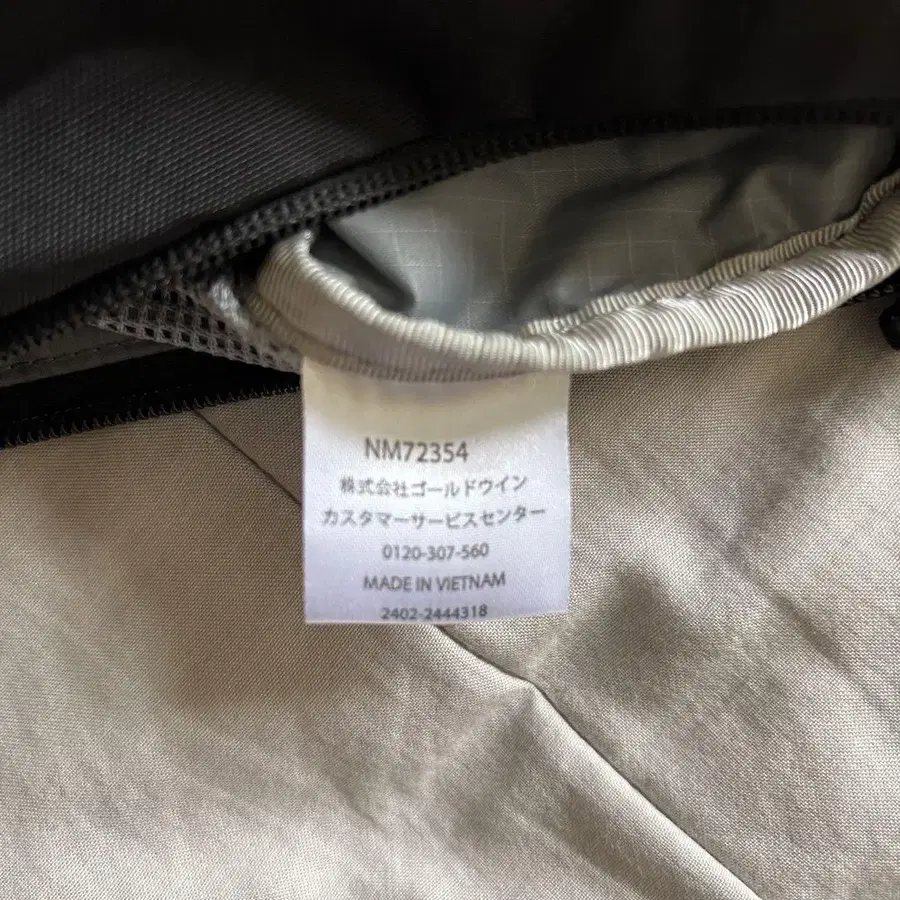 NM72354
株式会社ゴールドウイン
カスタマーサービスセンター
0120-307-560
MADE IN VIETNAM
2402-2444318